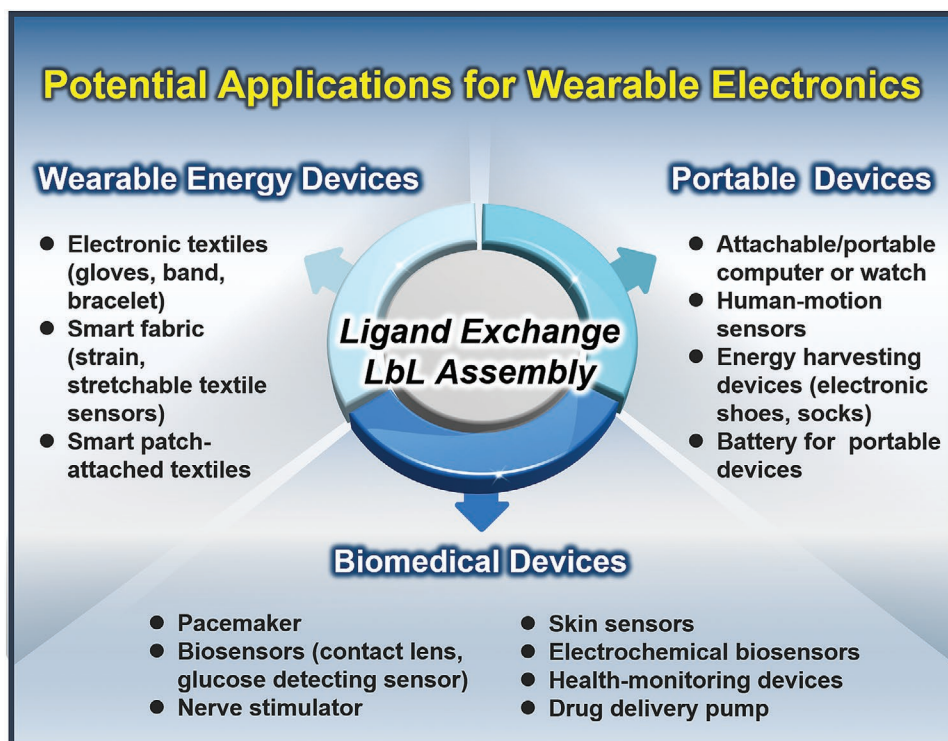 Potential Applications for Wearable Electronics
Wearable Energy Devices
● Electronic textiles
(gloves, band,
bracelet)
● Smart fabric
(strain,
stretchable textile
sensors)
● Smart patch-
attached textiles
Ligand Exchange
LbL Assembly
Portable Devices
● Attachable/portable
computer or watch
● Human-motion
sensors
● Energy harvesting
devices (electronic
shoes, socks)
● Battery for portable
devices
Biomedical Devices
● Pacemaker
● Biosensors (contact lens,
glucose detecting sensor)
● Nerve stimulator
● Skin sensors
● Electrochemical biosensors
● Health-monitoring devices
● Drug delivery pump